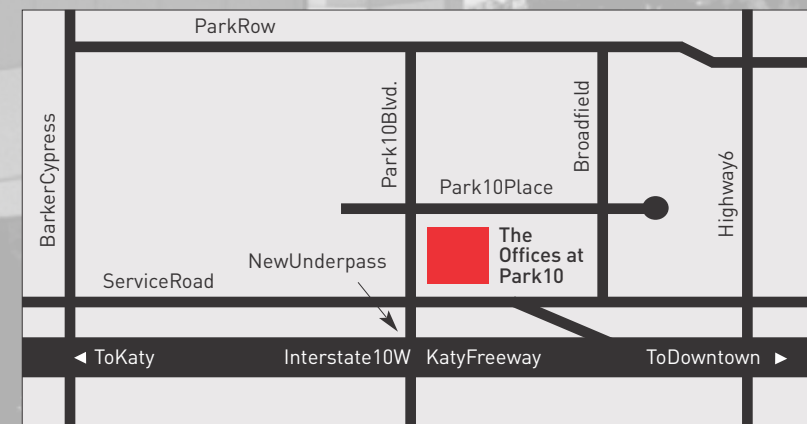 ParkRow
BarkerCypress
Park10Blvd.
Broadfield
Highway6
Park10Place
The
Offices at
Park10
NewUnderpass
ServiceRoad
◄ ToKaty
Interstate10W KatyFreeway
ToDowntown ►